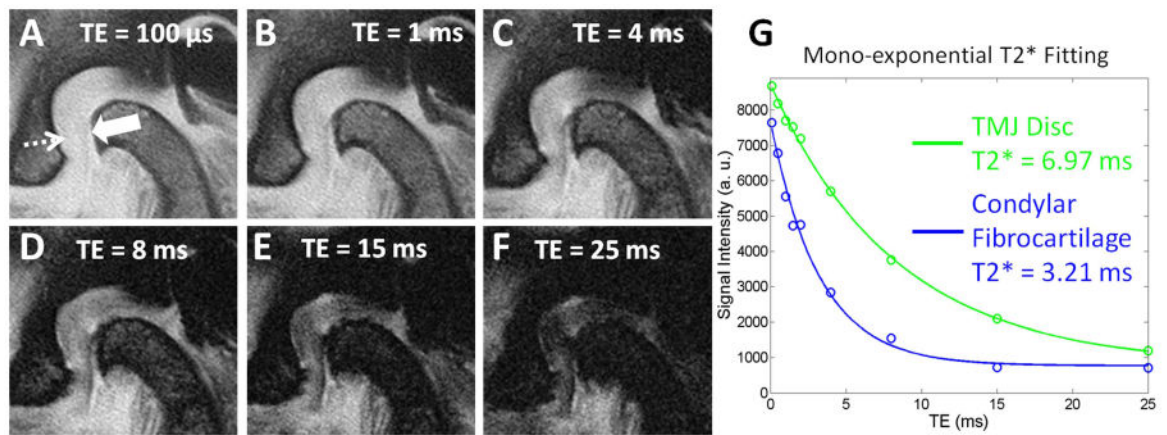 A TE = 100 µs
B TE = 1 ms
C TE = 4 ms
D TE = 8 ms
E TE = 15 ms
F TE = 25 ms
G
Mono-exponential T2* Fitting
8000
7000
6000
5000
4000
3000
2000
1000
0
Signal Intensity (a. u.)
TMJ Disc
T2* = 6.97 ms
Condylar
Fibrocartilage
T2* = 3.21 ms
0 5 10 15 20 25
TE (ms)